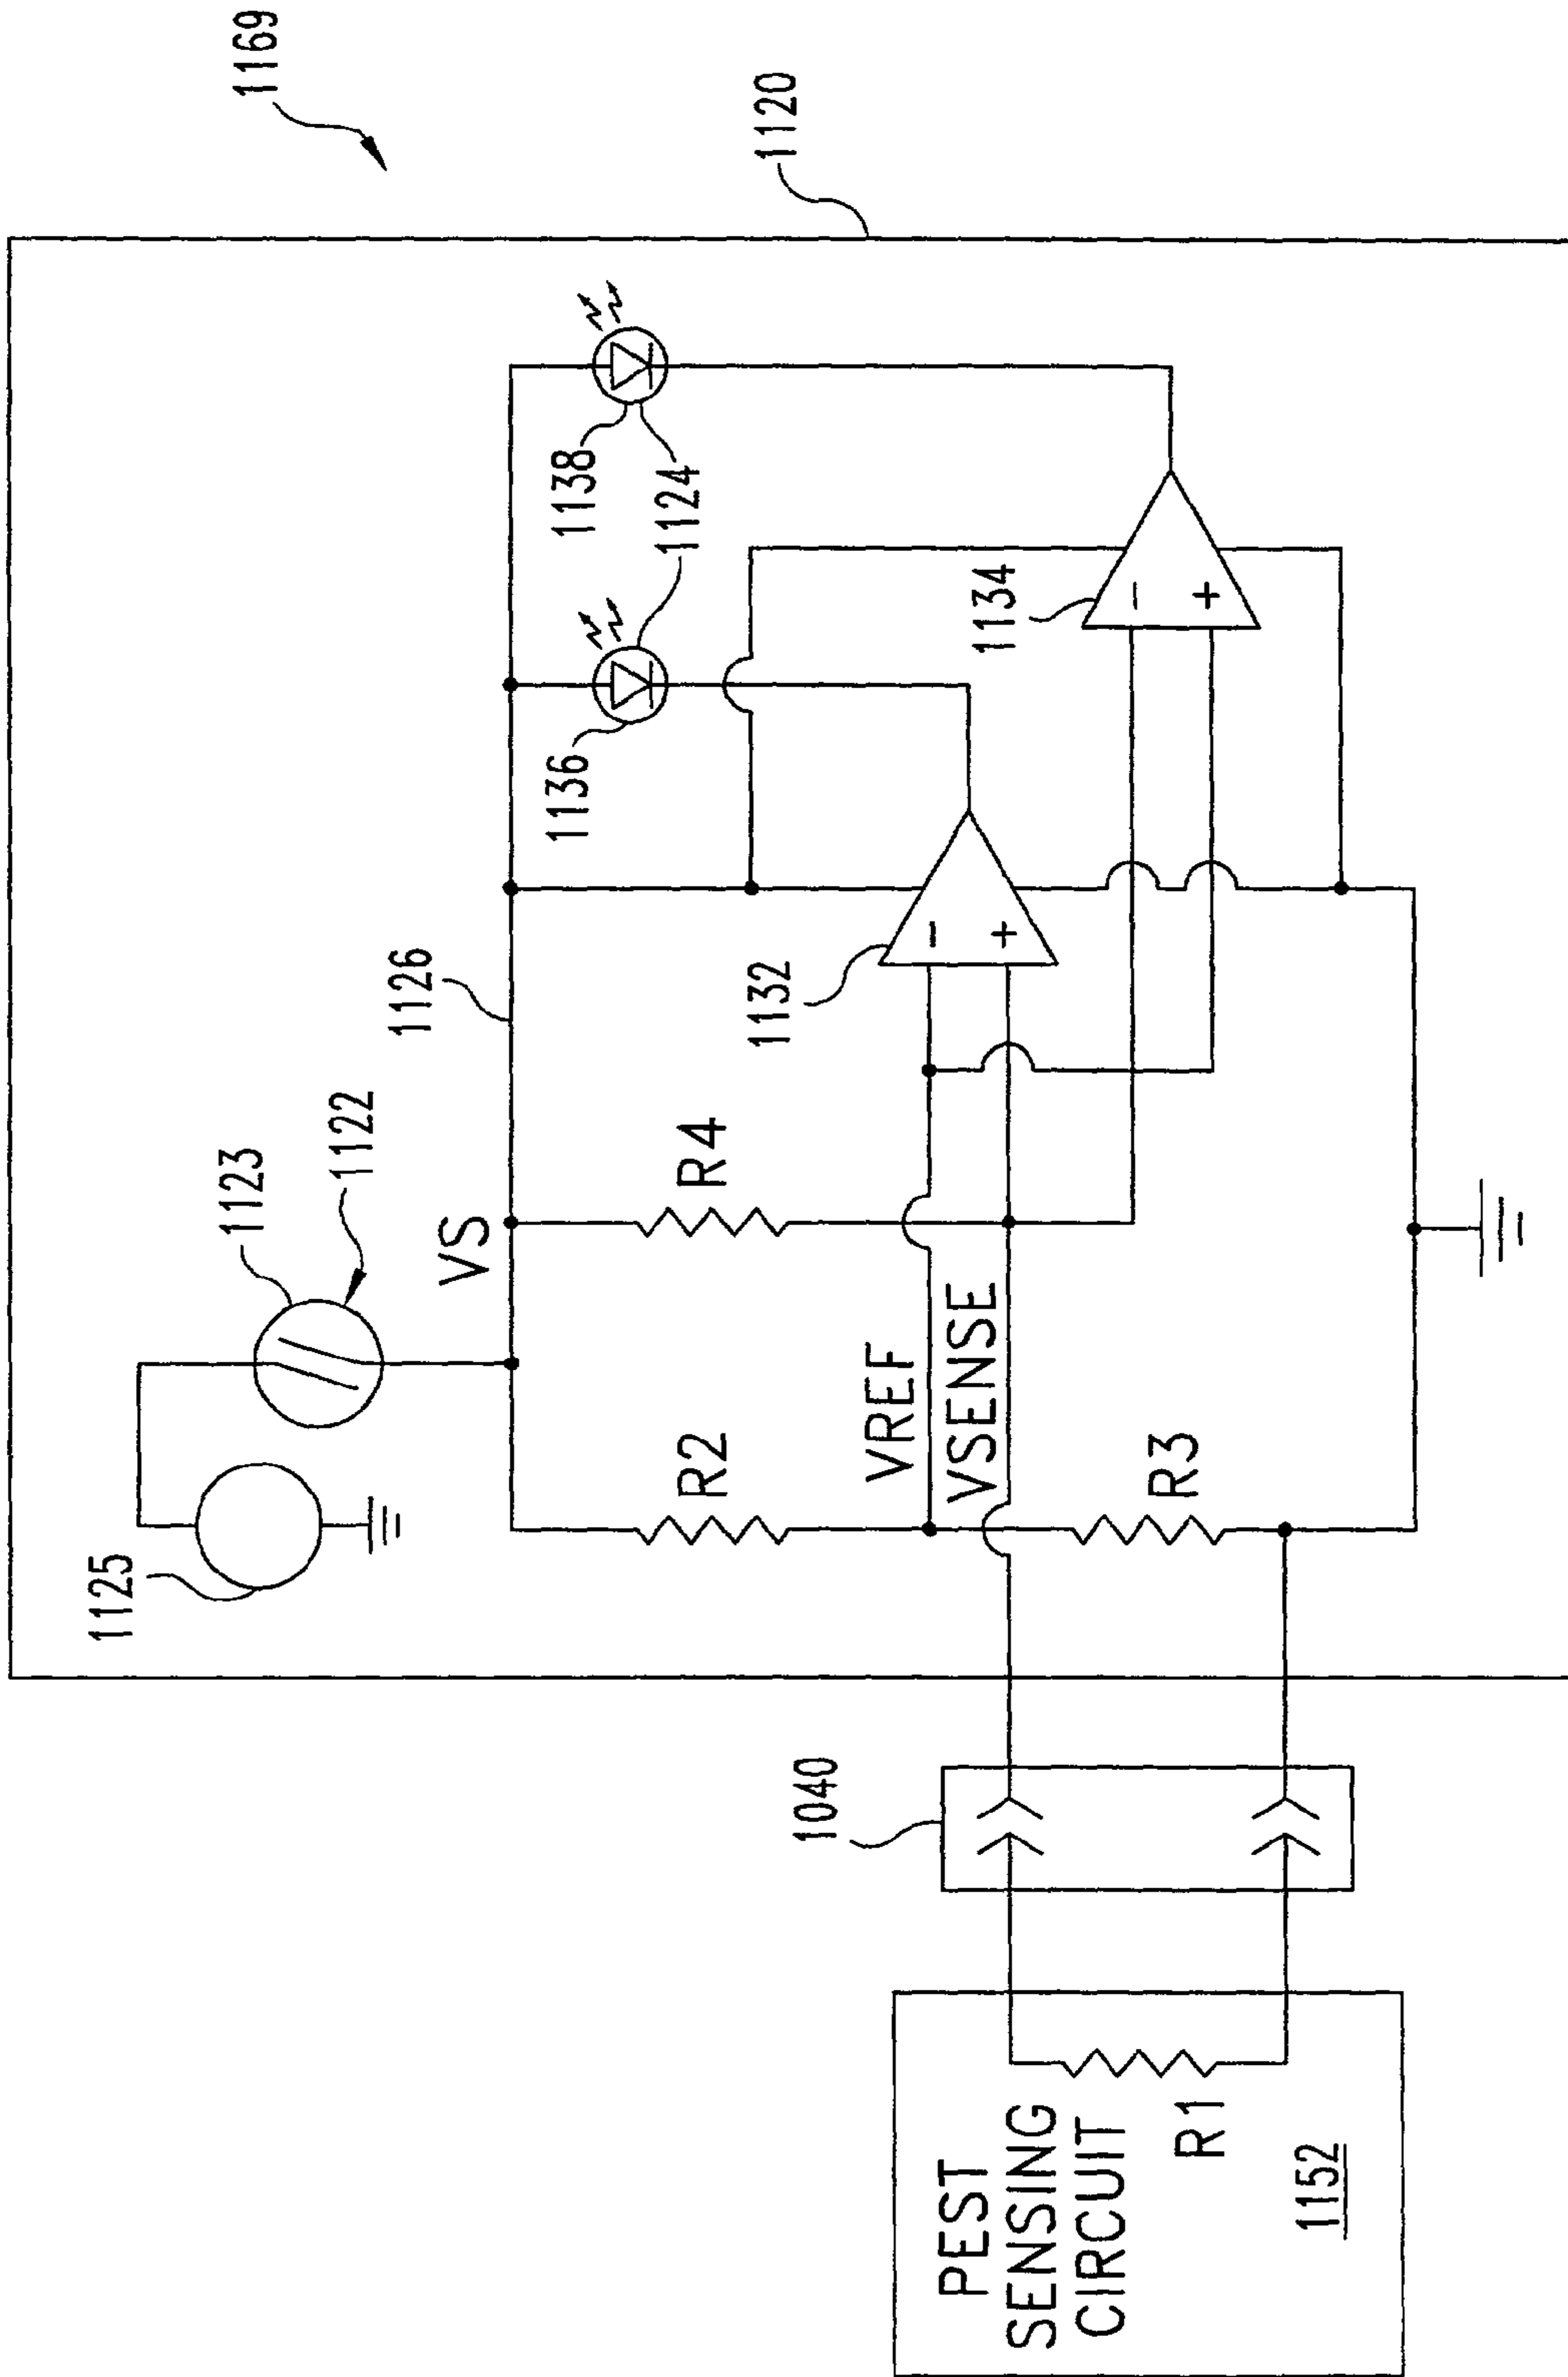 1169
1120
1125
1123
1122
VS
1126
1138
1124
1136
R2
R4
VREF
VSENSE
1132
-
+
1134
-
+
R3
1040
PEST
SENSING
CIRCUIT
R1
1152